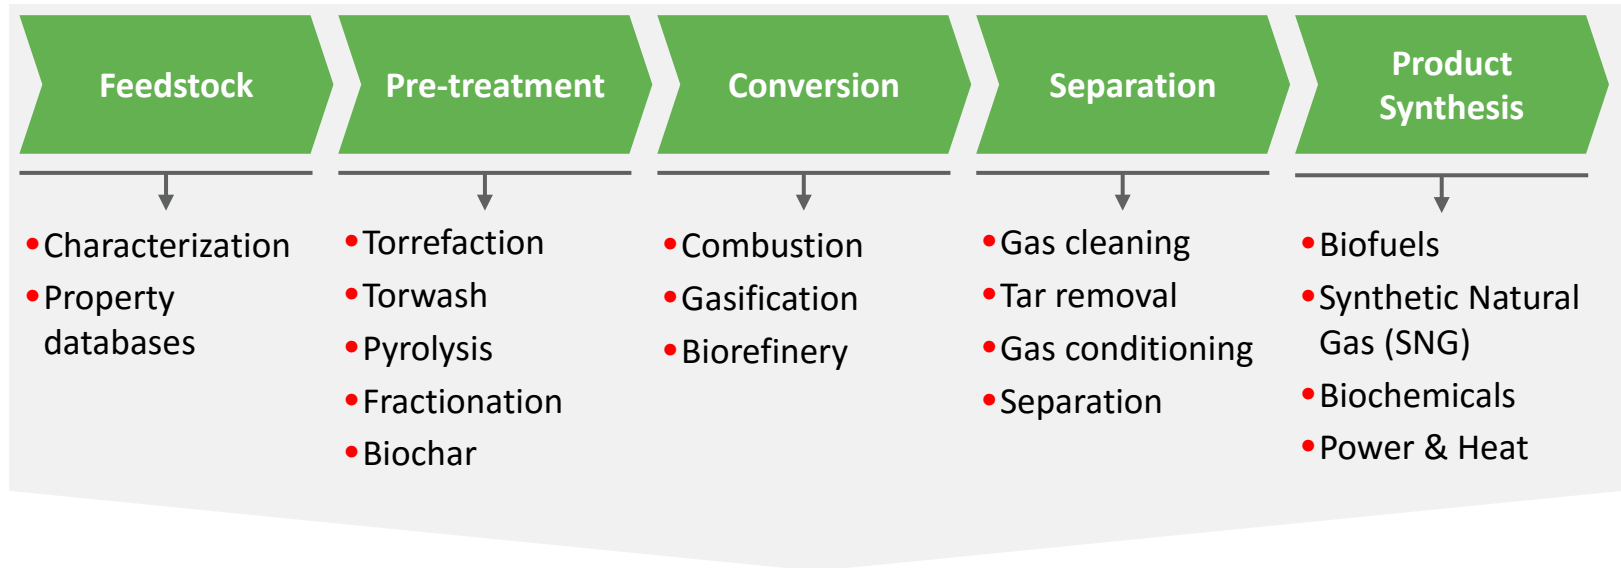 Feedstock
Pre-treatment
Conversion
Separation
Product
Synthesis
•Characterization
•Property
databases
•Torrefaction
•Torwash
•Pyrolysis
•Fractionation
•Biochar
•Combustion
•Gasification
•Biorefinery
•Gas cleaning
•Tar removal
•Gas conditioning
•Separation
•Biofuels
•Synthetic Natural
Gas (SNG)
•Biochemicals
•Power & Heat